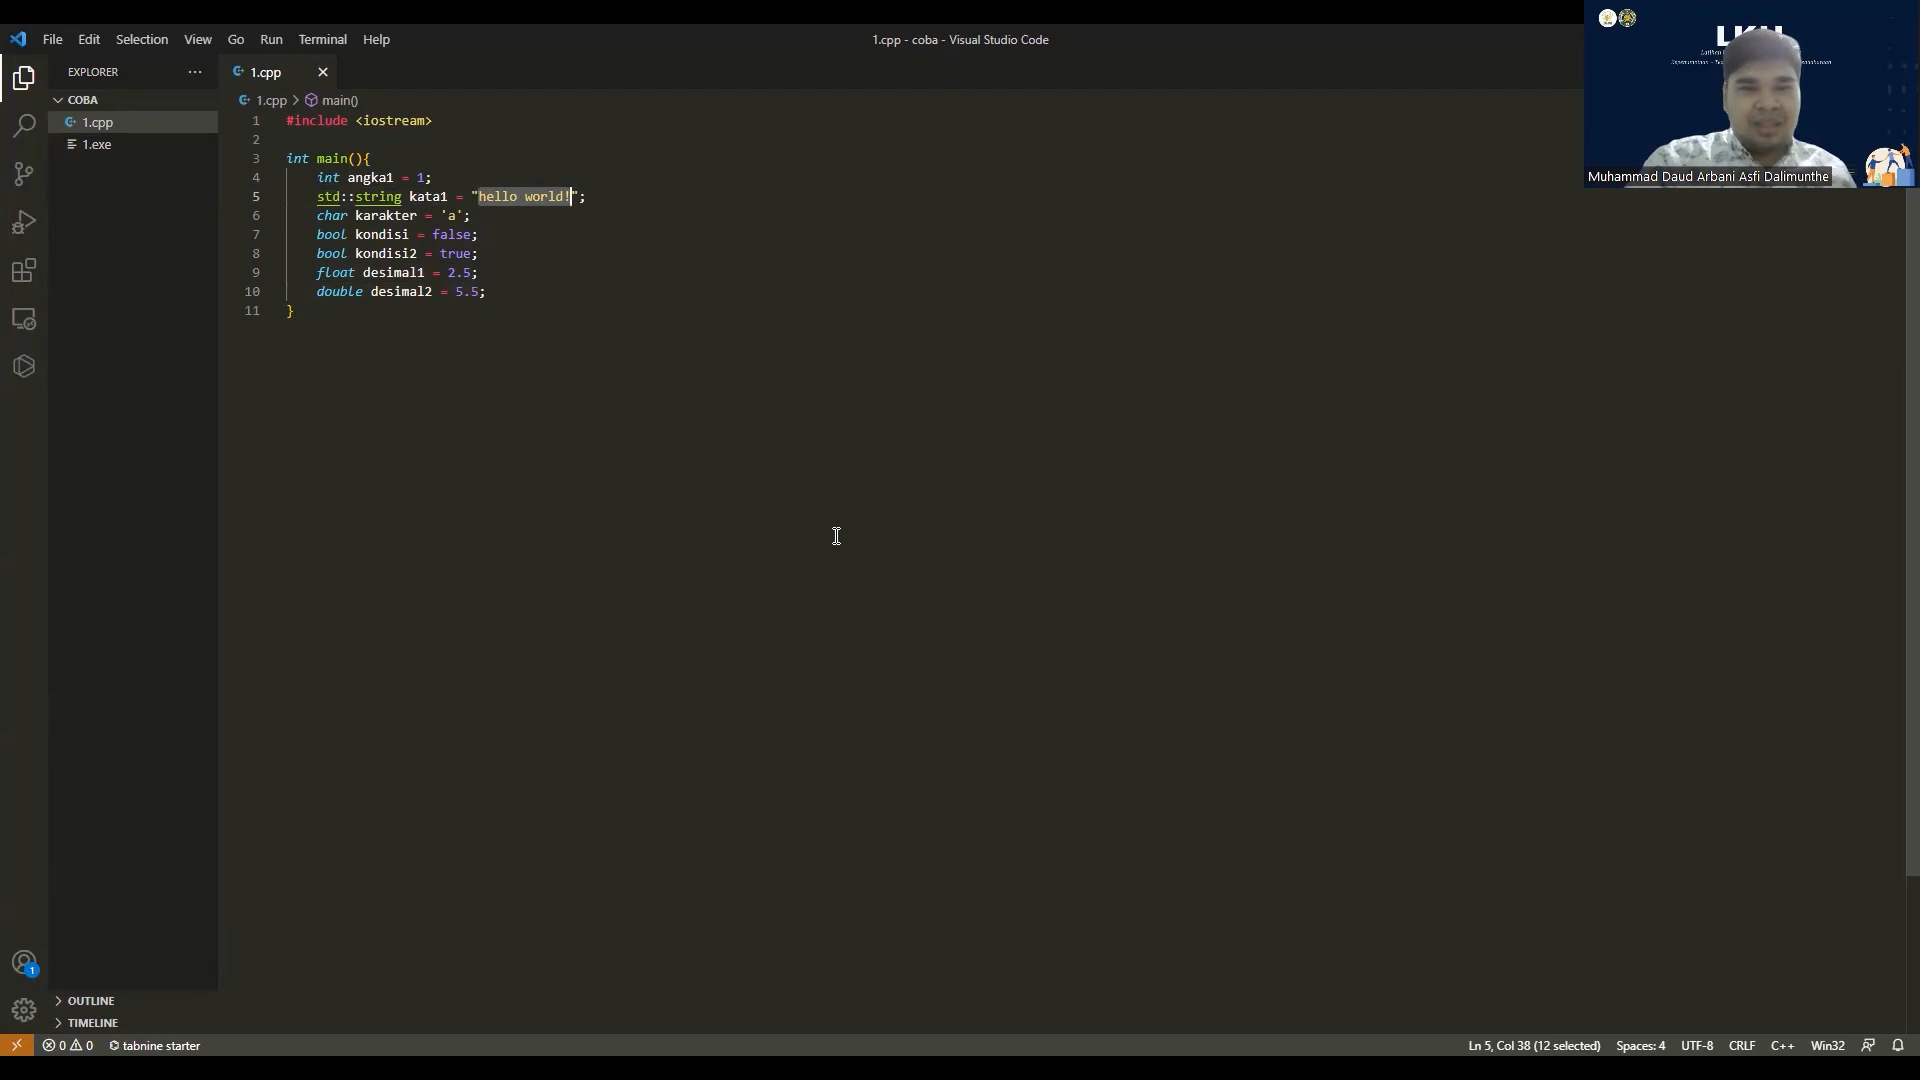 File Edit Selection View Go Run Terminal Help
1.cpp - coba - Visual Studio Code
EXPLORER
COBA
1.cpp
1.exe
OUTLINE
TIMELINE
1.cpp
1.cpp > main()
1 #include <iostream>
2
3 int main(){
4 int angka1 = 1;
5 std::string kata1 = "hello world!";
6 char karakter = 'a';
7 bool kondisi = false;
8 bool kondisi2 = true;
9 float desimal1 = 2.5;
10 double desimal2 = 5.5;
11 }
Muhammad Daud Arbani Asfi Dalimunthe
1
0 0 tabnine starter
Ln 5, Col 38 (12 selected) Spaces: 4 UTF-8 CRLF C++ Win32